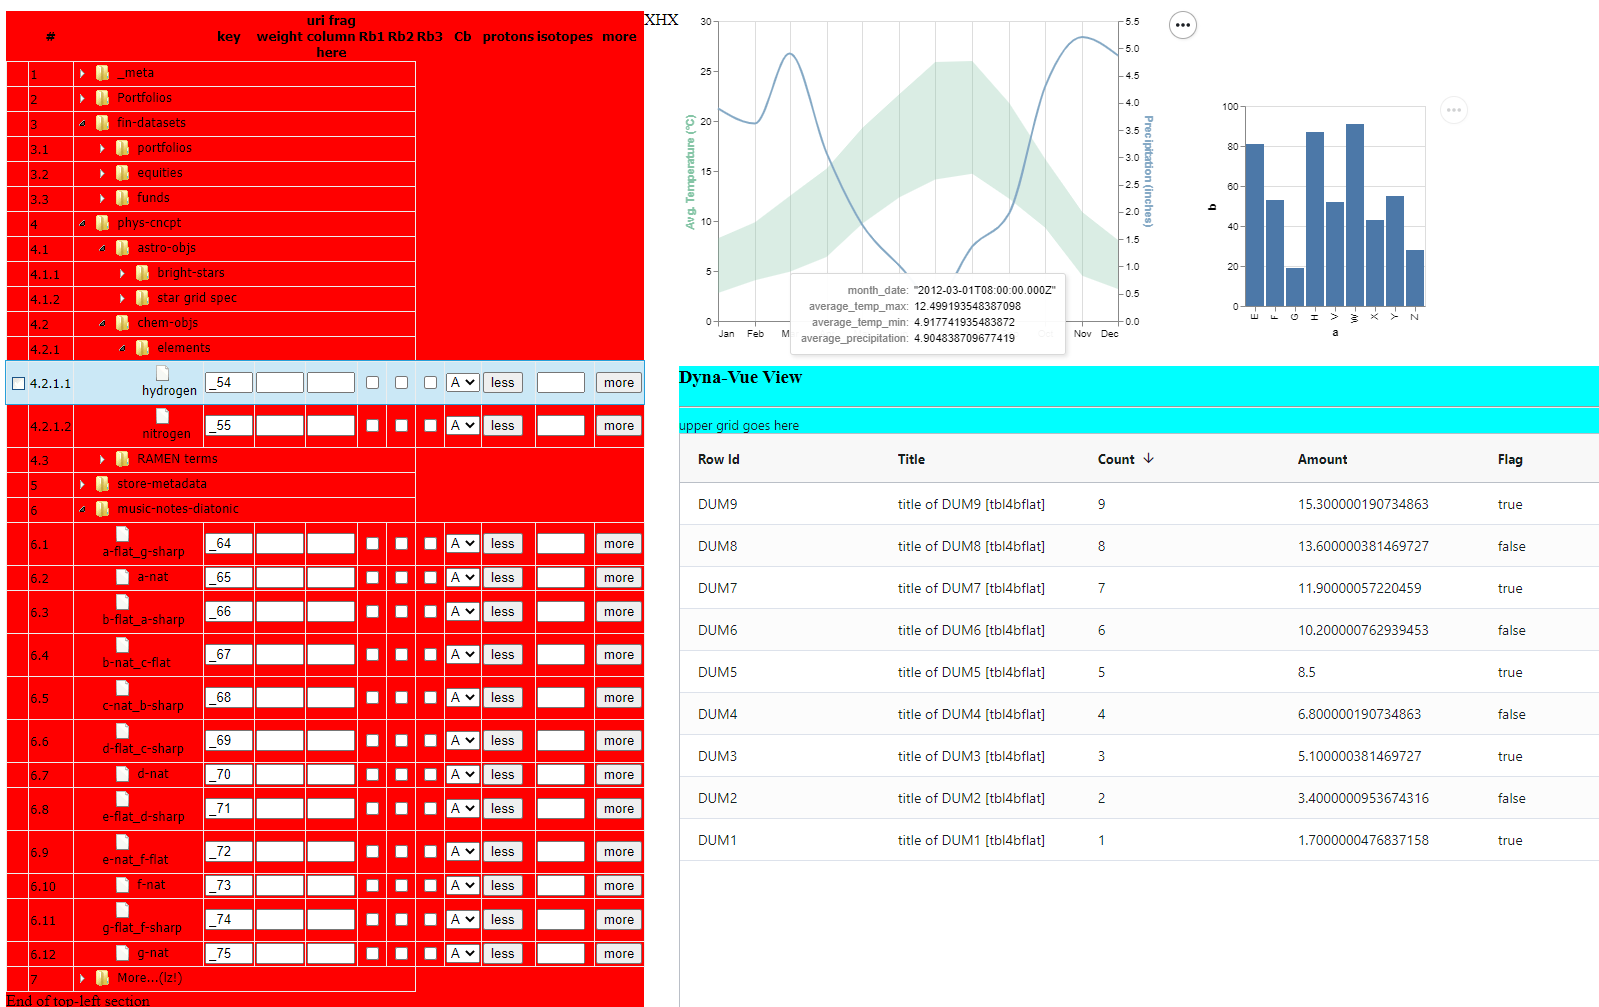 # key weight uri frag column here Rb1 Rb2 Rb3 Cb protons isotopes more
1 _meta
2 Portfolios
3 fin-datasets
3.1 portfolios
3.2 equities
3.3 funds
4 phys-cncpt
4.1 astro-objs
4.1.1 bright-stars
4.1.2 star grid spec
4.2 chem-objs
4.2.1 elements
4.2.1.1 hydrogen _54 A less more
4.2.1.2 nitrogen _55 A less more
4.3 RAMEN terms
5 store-metadata
6 music-notes-diatonic
6.1 a-flat_g-sharp _64 A less more
6.2 a-nat _65 A less more
6.3 b-flat_a-sharp _66 A less more
6.4 b-nat_c-flat _67 A less more
6.5 c-nat_b-sharp _68 A less more
6.6 d-flat_c-sharp _69 A less more
6.7 d-nat _70 A less more
6.8 e-flat_d-sharp _71 A less more
6.9 e-nat_f-flat _72 A less more
6.10 f-nat _73 A less more
6.11 g-flat_f-sharp _74 A less more
6.12 g-nat _75 A less more
7 More...(!z!)
End of top-left section
XHX
Avg. Temperature (°C)
30
25
20
15
10
5
0
Jan Feb Nov Dec
5.5
5.0
4.5
4.0
3.5
3.0
2.5
2.0
1.5
1.0
0.5
0.0
Precipitation (inches)
month_date: "2012-03-01T08:00:00.000Z"
average_temp_max: 12.499193548387098
average_temp_min: 4.917741935483872
average_precipitation: 4.904838709677419
b
100
80
60
40
20
0
E F G H V W X Y Z
a
Dyna-Vue View
upper grid goes here
Row Id Title Count Amount Flag
DUM9 title of DUM9 [tbl4bflat] 9 15.300000190734863 true
DUM8 title of DUM8 [tbl4bflat] 8 13.600000381469727 false
DUM7 title of DUM7 [tbl4bflat] 7 11.90000057220459 true
DUM6 title of DUM6 [tbl4bflat] 6 10.200000762939453 false
DUM5 title of DUM5 [tbl4bflat] 5 8.5 true
DUM4 title of DUM4 [tbl4bflat] 4 6.800000190734863 false
DUM3 title of DUM3 [tbl4bflat] 3 5.100000381469727 true
DUM2 title of DUM2 [tbl4bflat] 2 3.4000000953674316 false
DUM1 title of DUM1 [tbl4bflat] 1 1.7000000476837158 true